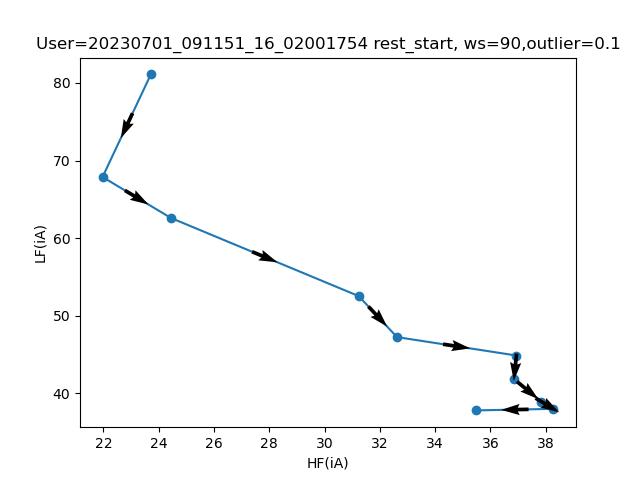 User=20230701_091151_16_02001754 rest_start, ws=90,outlier=0.1
80
70
60
50
40
LF(iA)
22 24 26 28 30 32 34 36 38
HF(iA)